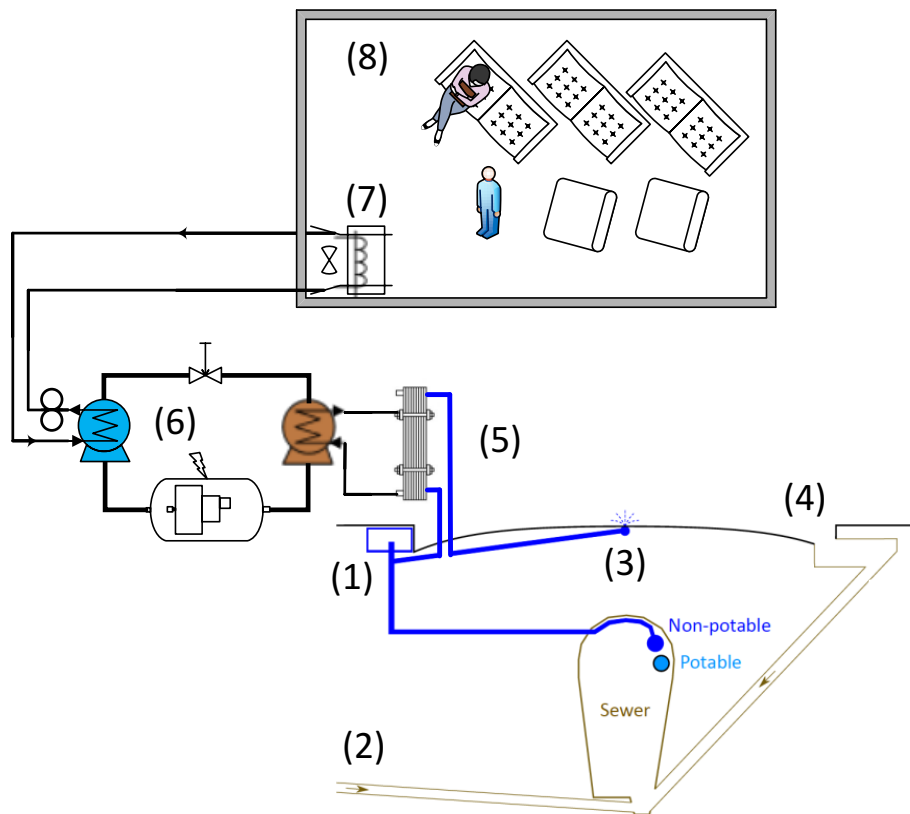 (8)
(7)
(6)
(5)
(4)
(1)
(3)
Non-potable
Potable
Sewer
(2)